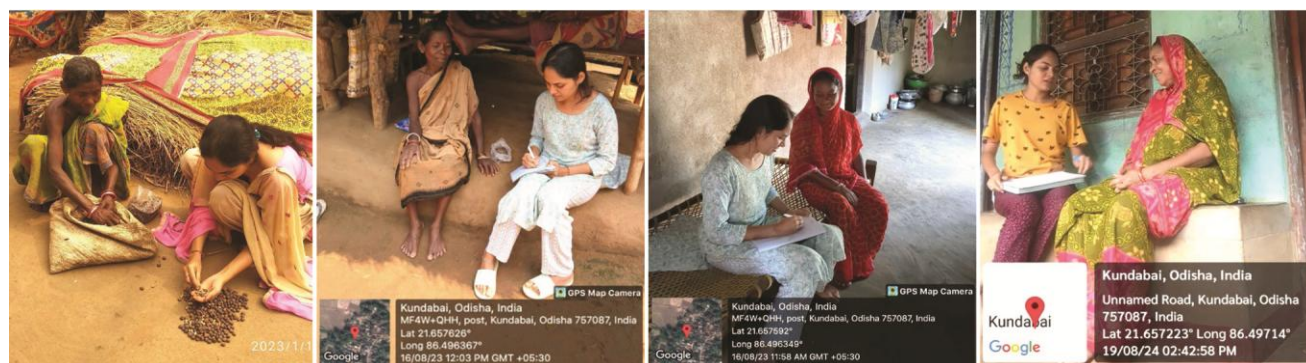 2023/1/1
GPS Map Camera
Kundabai, Odisha, India
MF4W+QHH, post, Kundabai, Odisha 757087, India
Lat 21.657626°
Long 86.496367°
16/08/23 12:03 PM GMT +05:30
Google
GPS Map Camera
Kundabai, Odisha, India
MF4W+QHH, post, Kundabai, Odisha 757087, India
Lat 21.657592°
Long 86.496349°
16/08/23 11:58 AM GMT +05:30
Google
Kundabai, Odisha, India
Unnamed Road, Kundabai, Odisha
757087, India
Lat 21.657223° Long 86.49714°
19/08/24 02:42:58 PM
Kundabai
Google